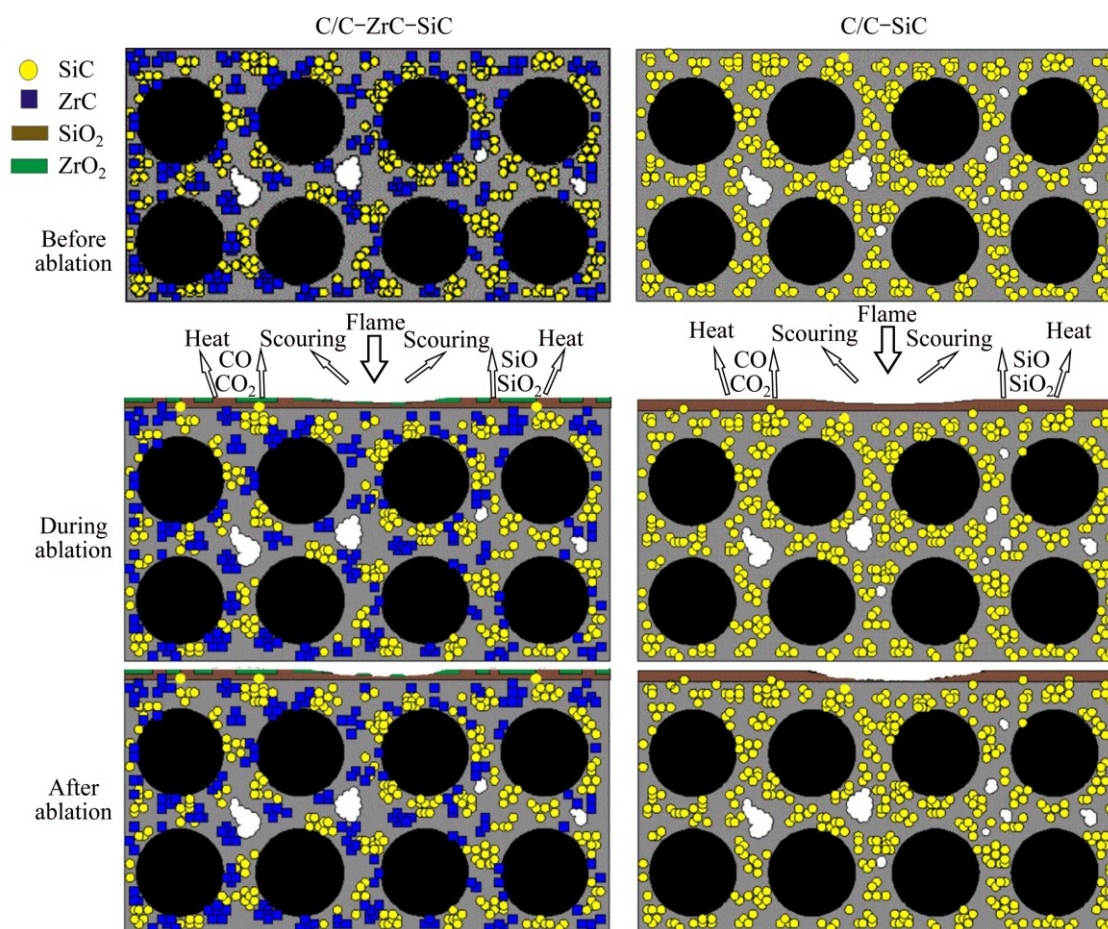 C/C−ZrC−SiC
C/C−SiC
SiC
ZrC
SiO₂
ZrO₂
Before
ablation
Flame
Heat
Scouring
Scouring
Heat
CO
CO₂
SiO
SiO₂
Flame
Heat
Scouring
Scouring
Heat
CO
CO₂
SiO
SiO₂
During
ablation
After
ablation